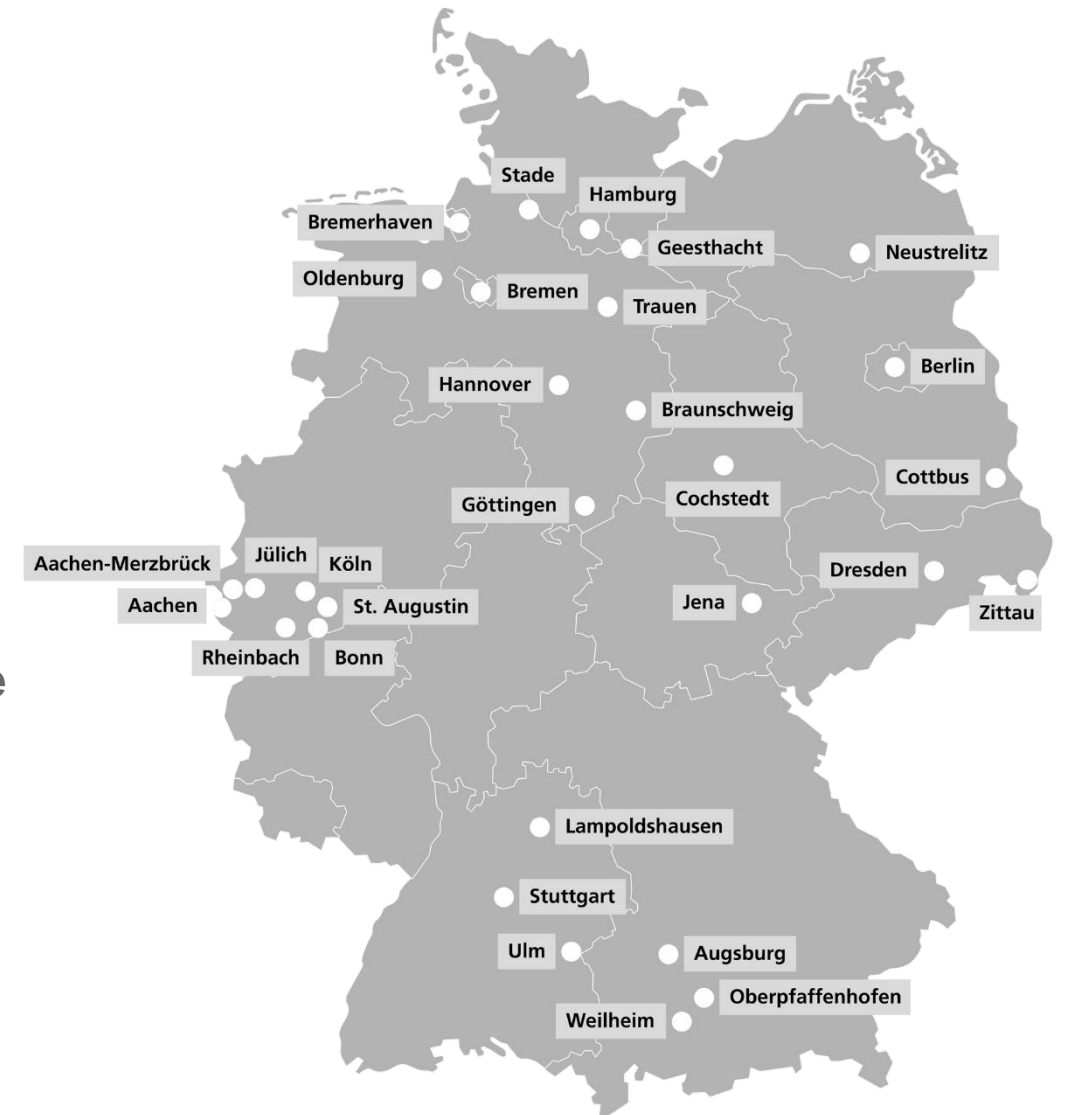 Stade
Hamburg
Bremerhaven
Geesthacht
Neustrelitz
Oldenburg
Bremen
Trauen
Berlin
Hannover
Braunschweig
Cottbus
Cochstedt
Göttingen
Jülich
Aachen-Merzbrück
Köln
Dresden
Aachen
St. Augustin
Jena
Zittau
Rheinbach
Bonn
e
Lampoldshausen
Stuttgart
Ulm
Augsburg
Oberpfaffenhofen
Weilheim